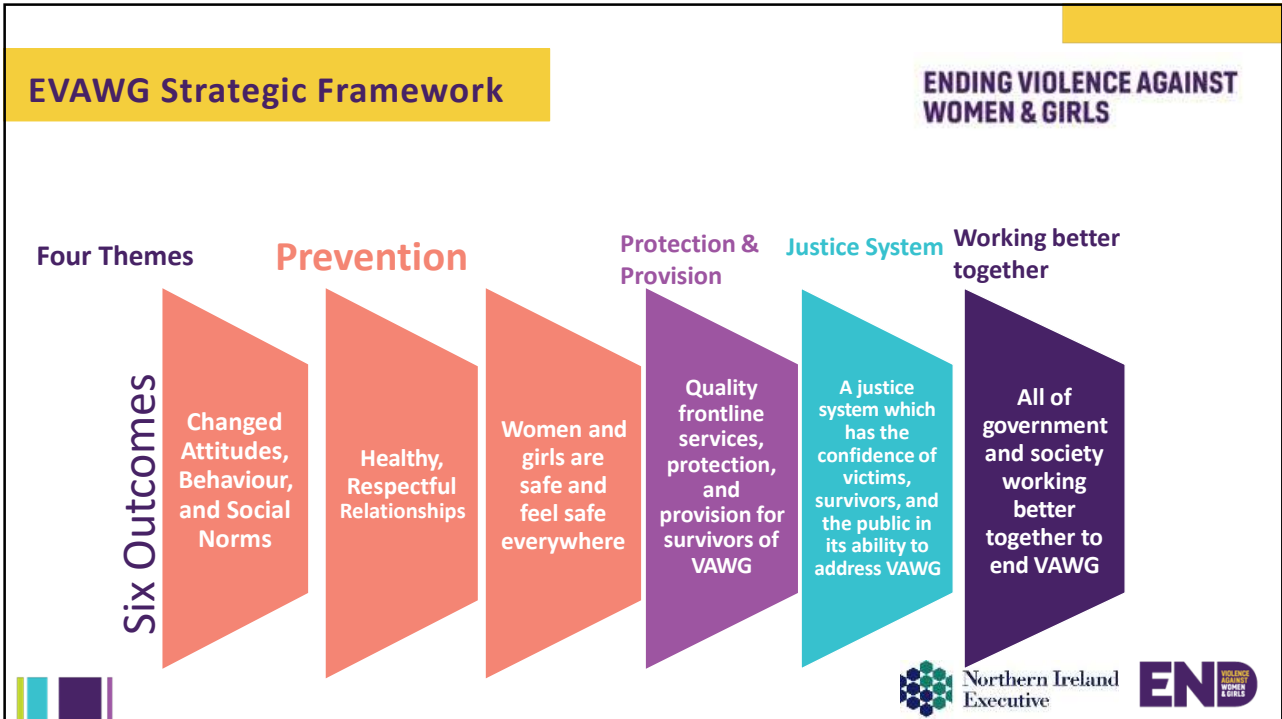 EVAWG Strategic Framework
ENDING VIOLENCE AGAINST
WOMEN & GIRLS
Four Themes
Prevention
Protection &
Provision
Justice System
Working better
together
Six Outcomes
Changed
Attitudes,
Behaviour,
and Social
Norms
Healthy,
Respectful
Relationships
Women and
girls are
safe and
feel safe
everywhere
Quality
frontline
services,
protection,
and
provision for
survivors of
VAWG
A justice
system which
has the
confidence of
victims,
survivors, and
the public in
its ability to
address VAWG
All of
government
and society
working
better
together to
end VAWG
Northern Ireland
Executive
END
VIOLENCE
AGAINST
WOMEN
& GIRLS